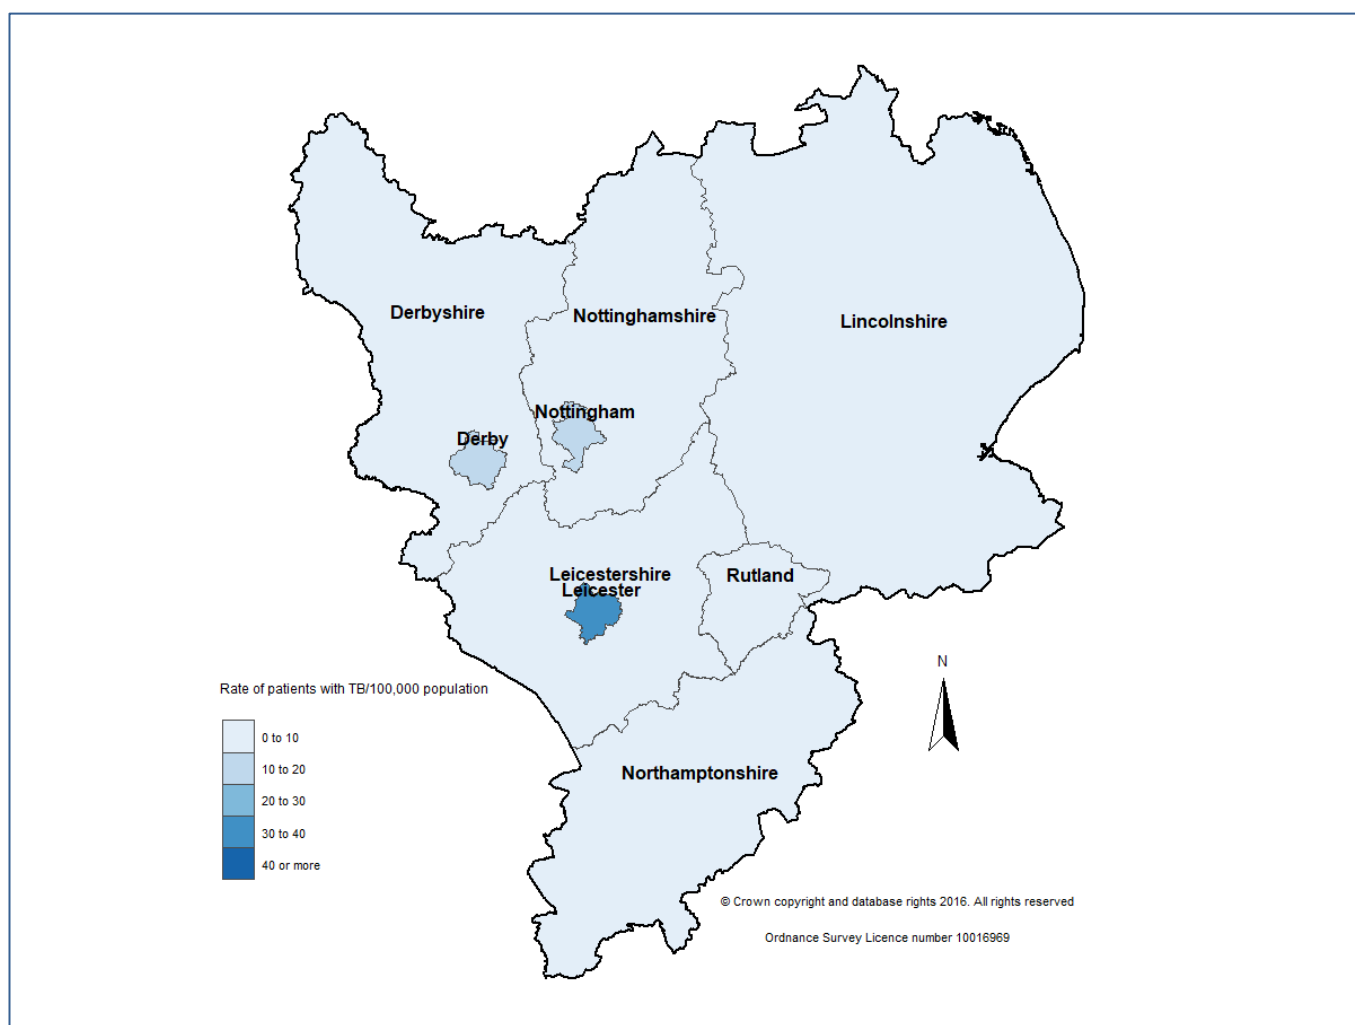 Derbyshire
Nottinghamshire
Lincolnshire
Nottingham
Derby
Leicestershire
Leicester
Rutland
N
Rate of patients with TB/100,000 population
0 to 10
10 to 20
20 to 30
30 to 40
40 or more
Northamptonshire
© Crown copyright and database rights 2016. All rights reserved
Ordnance Survey Licence number 10016969